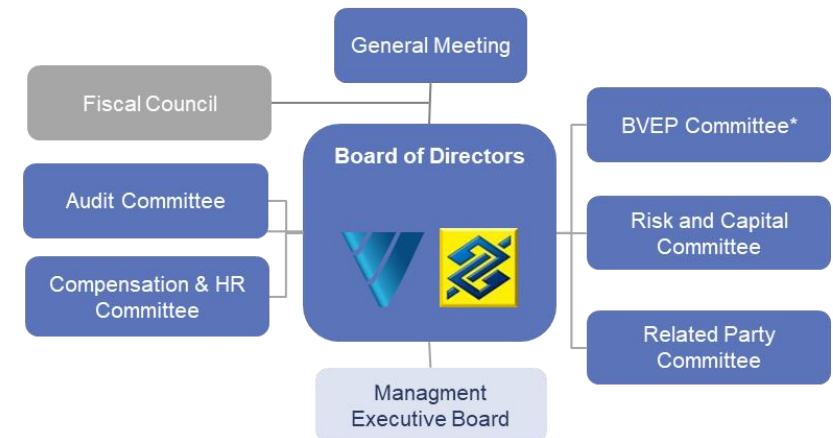 General Meeting
Fiscal Council
Board of Directors
BVEP Committee*
Audit Committee
Risk and Capital
Committee
Compensation & HR
Committee
Related Party
Committee
Managment
Executive Board